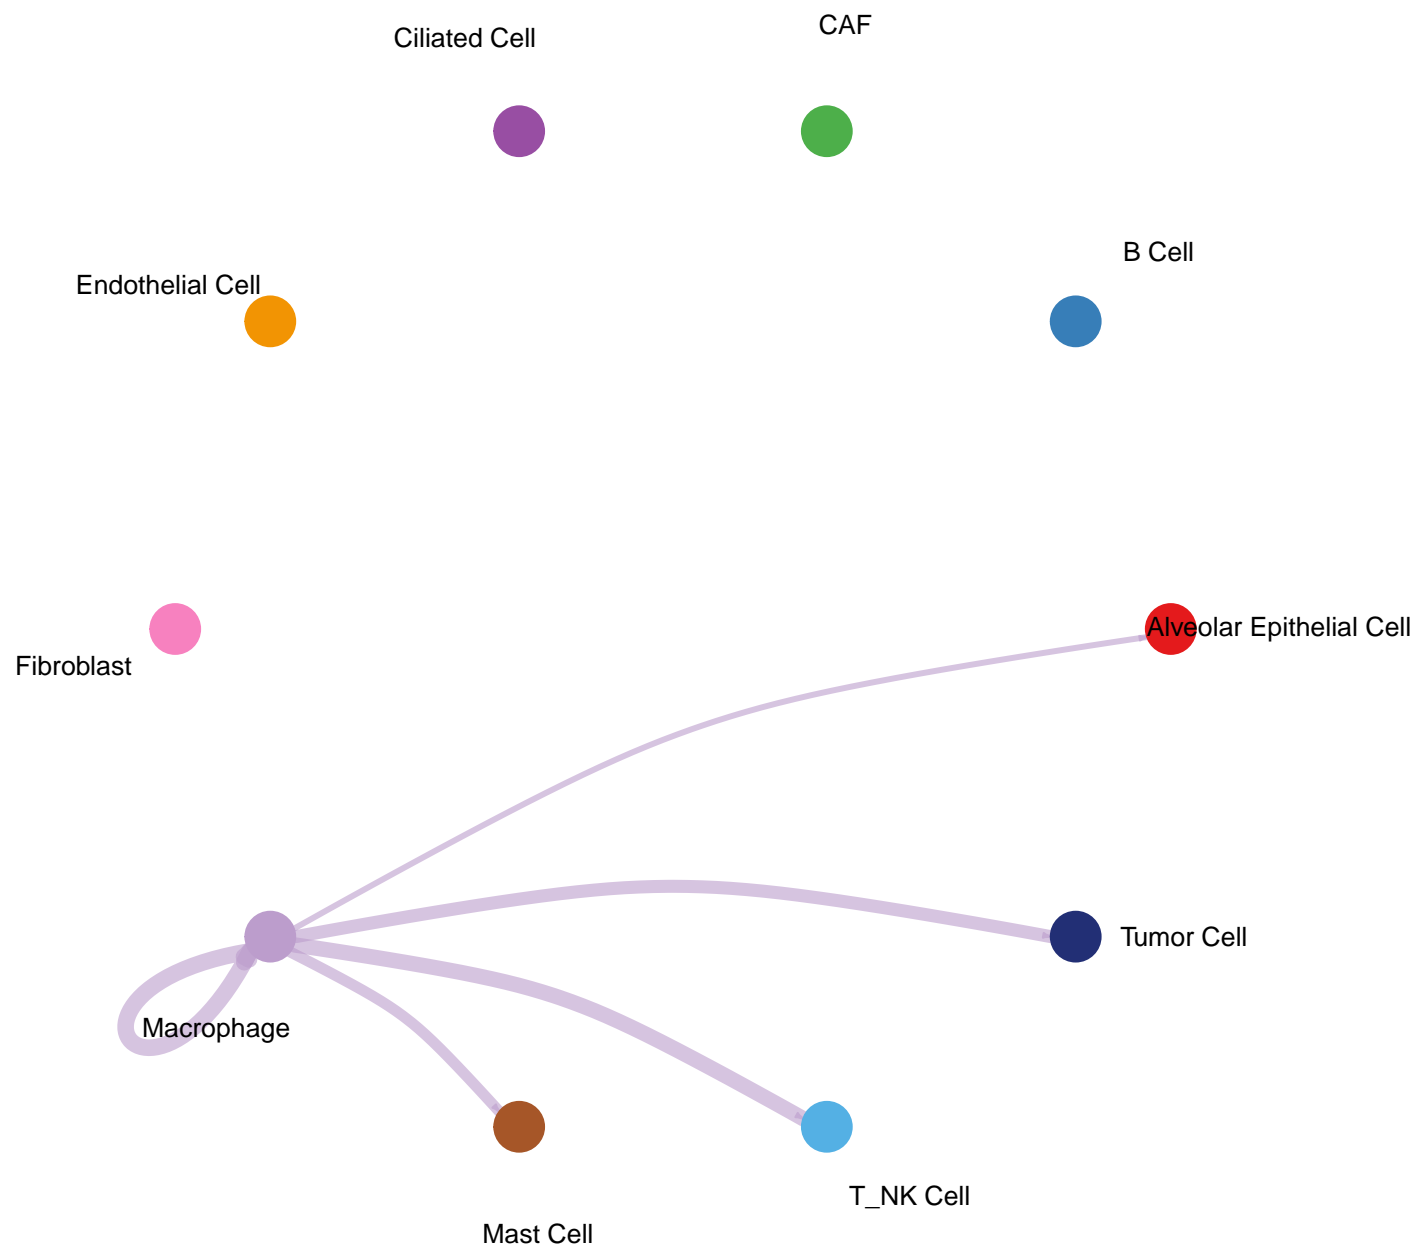 CAF
Ciliated Cell
B Cell
Endothelial Cell
Alveolar Epithelial Cell
Fibroblast
Tumor Cell
Macrophage
T_NK Cell
Mast Cell